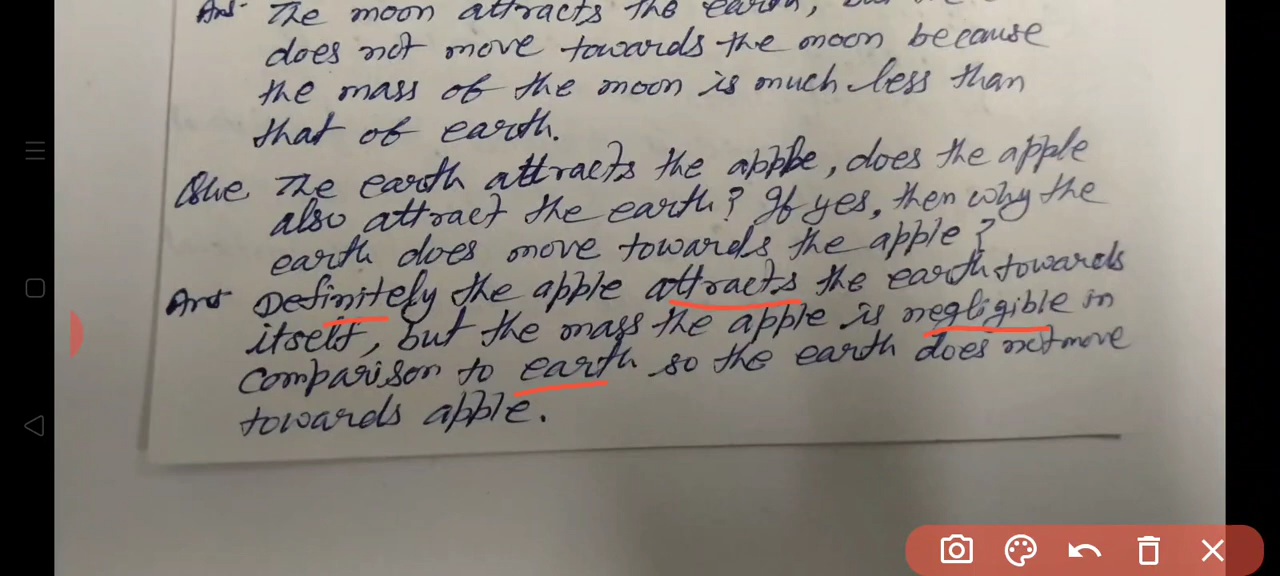 Ans- The moon attracts the earth,
does not move towards the moon because
the mass of the moon is much less than
that of earth.
Que The earth attracts the apple, does the apple
also attract the earth? If yes, then why the
earth does move towards the apple?
Ans Definitely the apple attracts the earth towards
itself, but the mass the apple is negligible in
Comparison to earth so the earth does not move
towards apple.